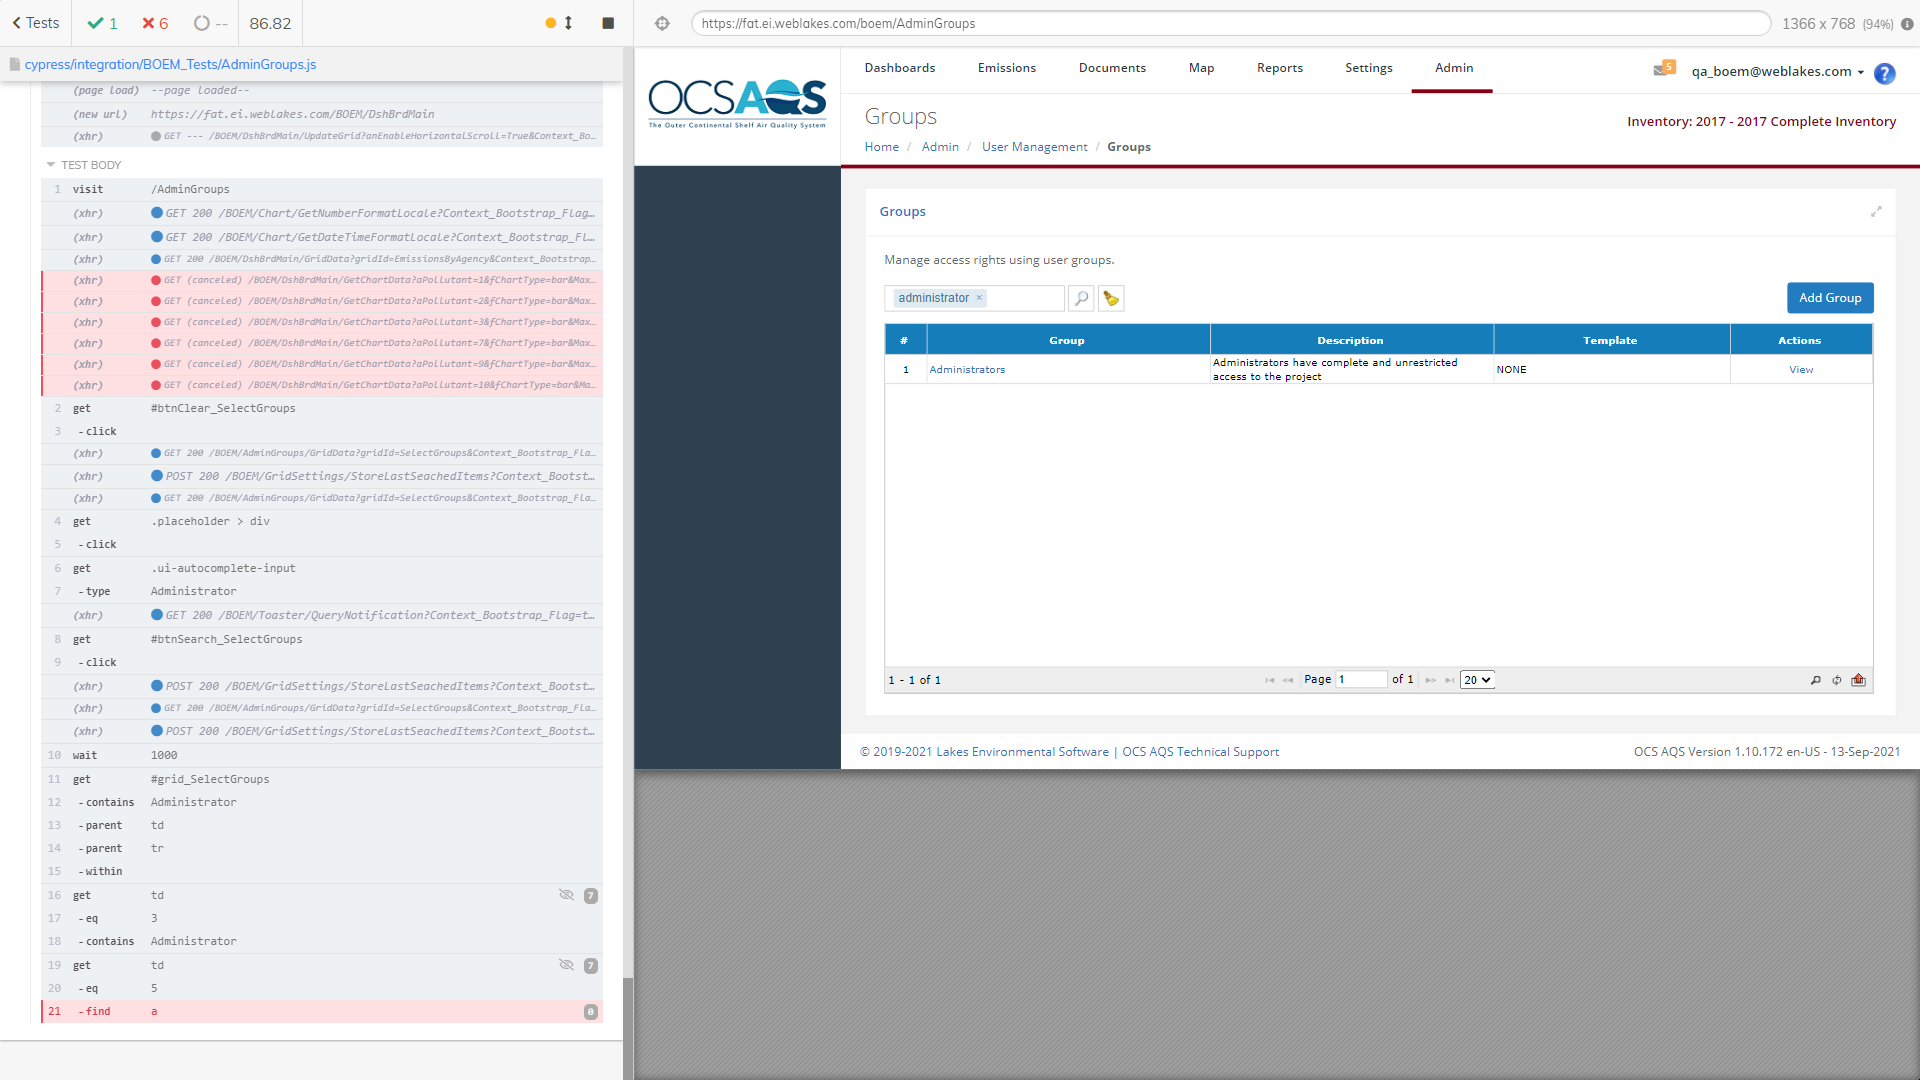 Tests
1
6
--
86.82
https://fat.ei.weblakes.com/boem/AdminGroups
1366 x 768 (94%)
cypress/integration/BOEM_Tests/AdminGroups.js
(page load) --page loaded--
(new url) https://fat.ei.weblakes.com/BOEM/DshBrdMain
(xhr) GET --- /BOEM/DshBrdMain/UpdateGrid?anEnableHorizontalScroll=True&Context_Bo...
TEST BODY
1 visit /AdminGroups
(xhr) GET 200 /BOEM/Chart/GetNumberFormatLocale?Context_Bootstrap_Flag...
(xhr) GET 200 /BOEM/Chart/GetDateTimeFormatLocale?Context_Bootstrap_Fl...
(xhr) GET 200 /BOEM/DshBrdMain/GridData?gridId=EmissionsByAgency&Context_Bootstrap...
(xhr) GET (canceled) /BOEM/DshBrdMain/GetChartData?aPollutant=1&fChartType=bar&Max...
(xhr) GET (canceled) /BOEM/DshBrdMain/GetChartData?aPollutant=2&fChartType=bar&Max...
(xhr) GET (canceled) /BOEM/DshBrdMain/GetChartData?aPollutant=3&fChartType=bar&Max...
(xhr) GET (canceled) /BOEM/DshBrdMain/GetChartData?aPollutant=7&fChartType=bar&Max...
(xhr) GET (canceled) /BOEM/DshBrdMain/GetChartData?aPollutant=9&fChartType=bar&Max...
(xhr) GET (canceled) /BOEM/DshBrdMain/GetChartData?aPollutant=10&fChartType=bar&Ma...
2 get #btnClear_SelectGroups
3 -click
(xhr) GET 200 /BOEM/AdminGroups/GridData?gridId=SelectGroups&Context_Bootstrap_Fla...
(xhr) POST 200 /BOEM/GridSettings/StoreLastSeachedItems?Context_Bootst...
(xhr) GET 200 /BOEM/AdminGroups/GridData?gridId=SelectGroups&Context_Bootstrap_Fla...
4 get .placeholder > div
5 -click
6 get .ui-autocomplete-input
7 -type Administrator
(xhr) GET 200 /BOEM/Toaster/QueryNotification?Context_Bootstrap_Flag=t...
8 get #btnSearch_SelectGroups
9 -click
(xhr) POST 200 /BOEM/GridSettings/StoreLastSeachedItems?Context_Bootst...
(xhr) GET 200 /BOEM/AdminGroups/GridData?gridId=SelectGroups&Context_Bootstrap_Fla...
(xhr) POST 200 /BOEM/GridSettings/StoreLastSeachedItems?Context_Bootst...
10 wait 1000
11 get #grid_SelectGroups
12 -contains Administrator
13 -parent td
14 -parent tr
15 -within
16 get td 7
17 -eq 3
18 -contains Administrator
19 get td 7
20 -eq 5
21 -find a 0
OCSAQS
The Outer Continental Shelf Air Quality System
Dashboards Emissions Documents Map Reports Settings Admin
5
qa_boem@weblakes.com
?
Groups
Inventory: 2017 - 2017 Complete Inventory
Home / Admin / User Management / Groups
Groups
Manage access rights using user groups.
administrator ×
Add Group
# Group Description Template Actions
1 Administrators Administrators have complete and unrestricted access to the project NONE View
1 - 1 of 1
Page 1 of 1
20
© 2019-2021 Lakes Environmental Software | OCS AQS Technical Support
OCS AQS Version 1.10.172 en-US - 13-Sep-2021